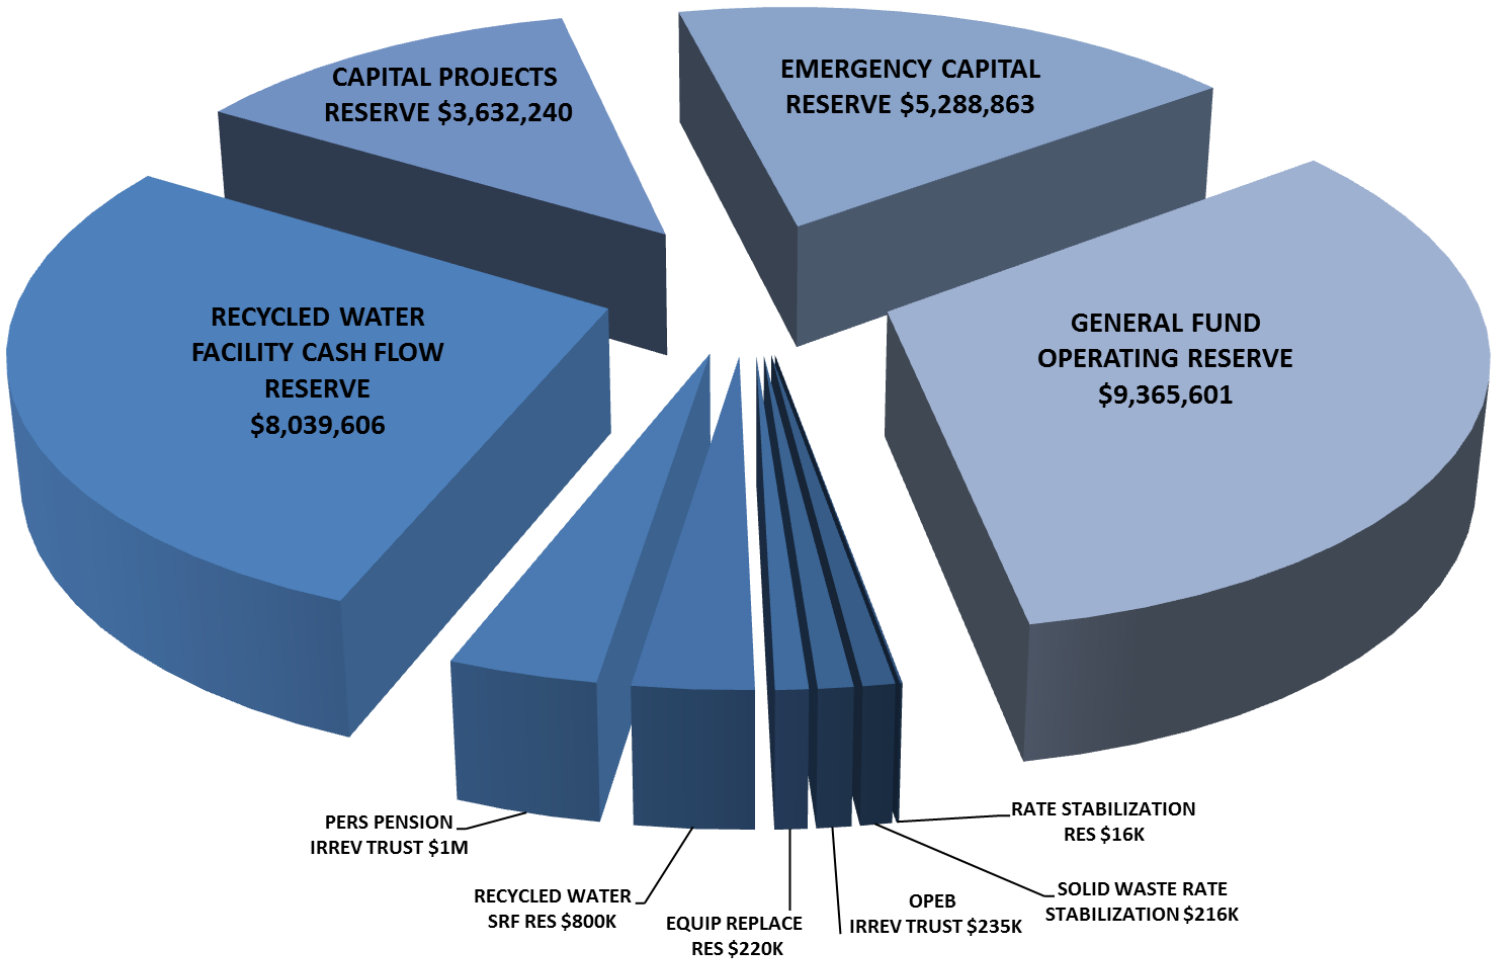 CAPITAL PROJECTS
RESERVE $3,632,240
EMERGENCY CAPITAL
RESERVE $5,288,863
RECYCLED WATER
FACILITY CASH FLOW
RESERVE
$8,039,606
GENERAL FUND
OPERATING RESERVE
$9,365,601
PERS PENSION
IRREV TRUST $1M
RECYCLED WATER
SRF RES $800K
EQUIP REPLACE
RES $220K
OPEB
IRREV TRUST $235K
SOLID WASTE RATE
STABILIZATION $216K
RATE STABILIZATION
RES $16K